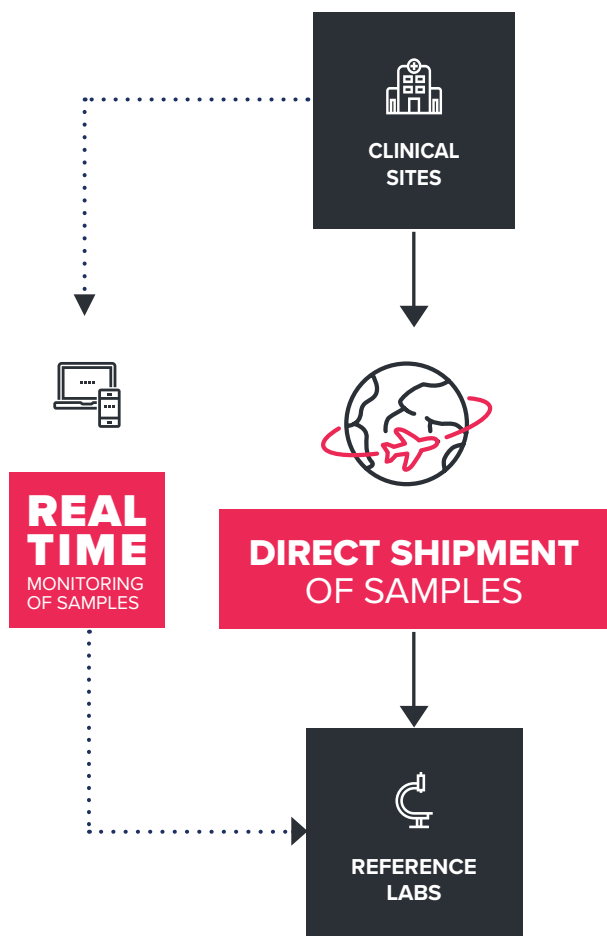 CLINICAL
SITES
REAL
TIME
MONITORING
OF SAMPLES
DIRECT SHIPMENT
OF SAMPLES
REFERENCE
LABS